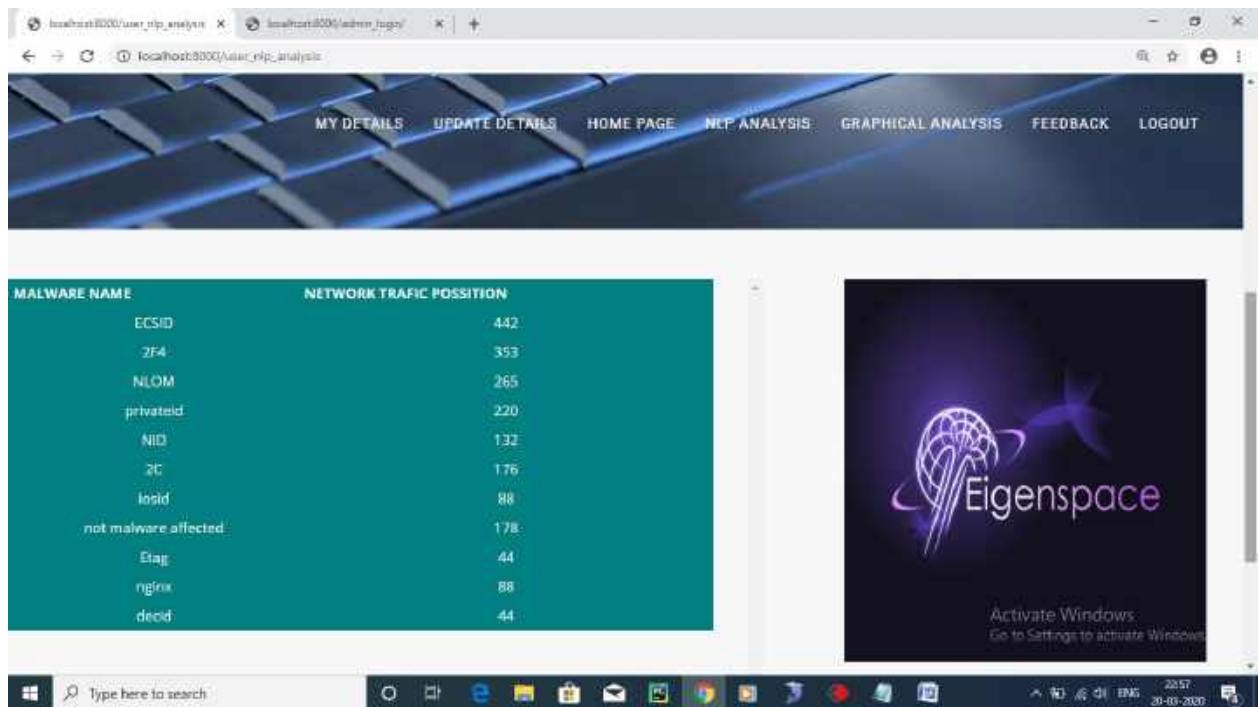 localhost:8000/user_nlp_analysis
localhost:8000/admin_login/
localhost:8000/user_nlp_analysis
MY DETAILS UPDATE DETAILS HOME PAGE NLP ANALYSIS GRAPHICAL ANALYSIS FEEDBACK LOGOUT
MALWARE NAME NETWORK TRAFIC POSSITION
ECSID 442
2F4 353
NLOM 265
privateid 220
NID 132
2C 176
iosid 88
not malware affected 178
Etag 44
nginx 88
decid 44
Eigenspace
Activate Windows
Go to Settings to activate Windows.
Type here to search
ENG
22:57
20-03-2020